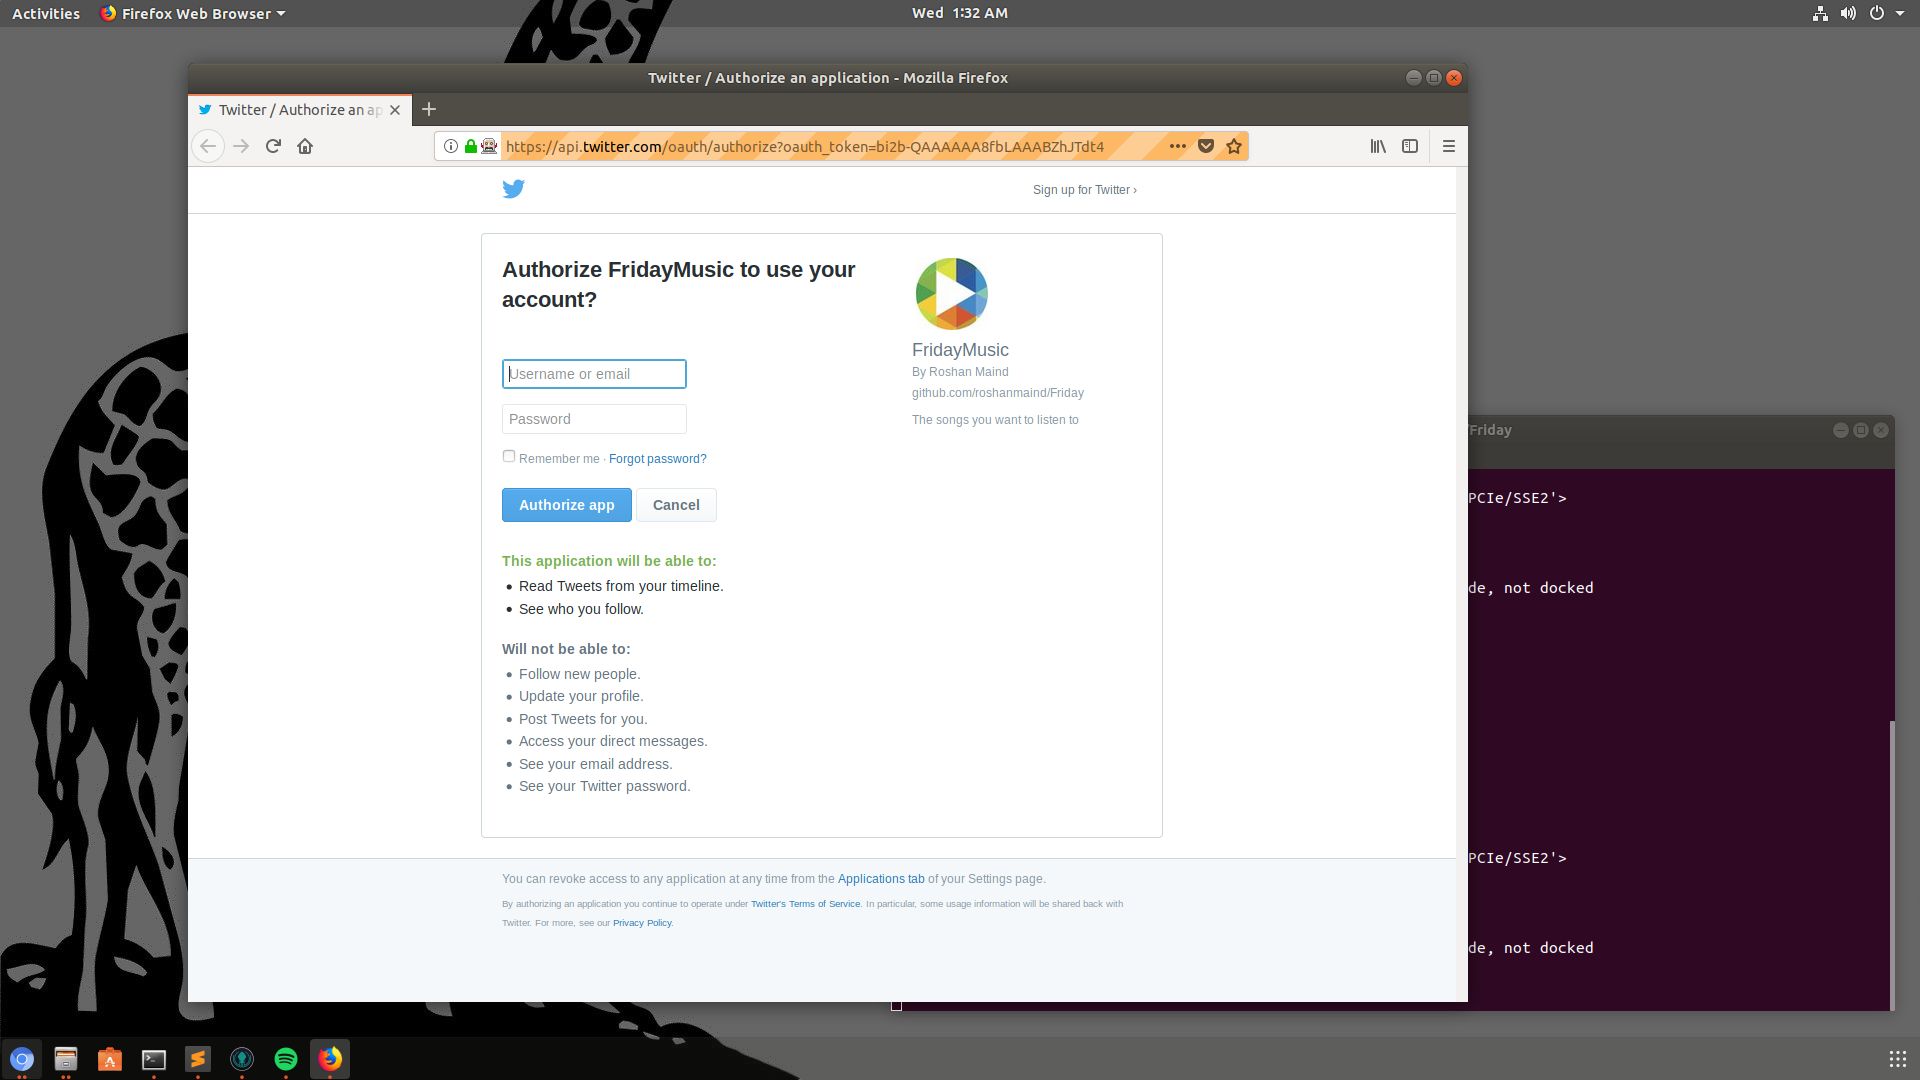 Activities Firefox Web Browser Wed 1:32 AM
Twitter / Authorize an application - Mozilla Firefox
Twitter / Authorize an ap
https://api.twitter.com/oauth/authorize?oauth_token=bi2b-QAAAAAA8fbLAAABZhJTdt4
Sign up for Twitter ›
Authorize FridayMusic to use your
account?
Username or email
Password
Remember me · Forgot password?
Authorize app Cancel
This application will be able to:
• Read Tweets from your timeline.
• See who you follow.
Will not be able to:
• Follow new people.
• Update your profile.
• Post Tweets for you.
• Access your direct messages.
• See your email address.
• See your Twitter password.
FridayMusic
By Roshan Maind
github.com/roshanmaind/Friday
The songs you want to listen to
You can revoke access to any application at any time from the Applications tab of your Settings page.
By authorizing an application you continue to operate under Twitter's Terms of Service. In particular, some usage information will be shared back with
Twitter. For more, see our Privacy Policy.
/Friday
PCIe/SSE2'>
de, not docked
PCIe/SSE2'>
de, not docked